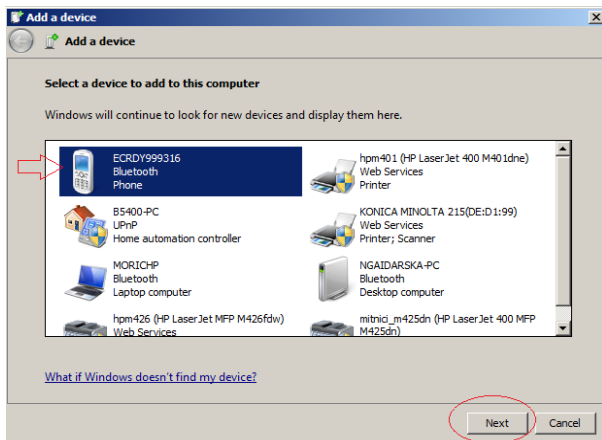 Add a device
Add a device
Select a device to add to this computer
Windows will continue to look for new devices and display them here.
ECRDY999316
Bluetooth
Phone
hpm401 (HP LaserJet 400 M401dne)
Web Services
Printer
B5400-PC
UPnP
Home automation controller
KONICA MINOLTA 215(DE:D1:99)
Web Services
Printer; Scanner
MORICHP
Bluetooth
Laptop computer
NGAIDARSKA-PC
Bluetooth
Desktop computer
hpm426 (HP LaserJet MFP M426fdw)
Web Services
mitnici_m425dn (HP LaserJet 400 MFP
M425dn)
What if Windows doesn't find my device?
Next
Cancel